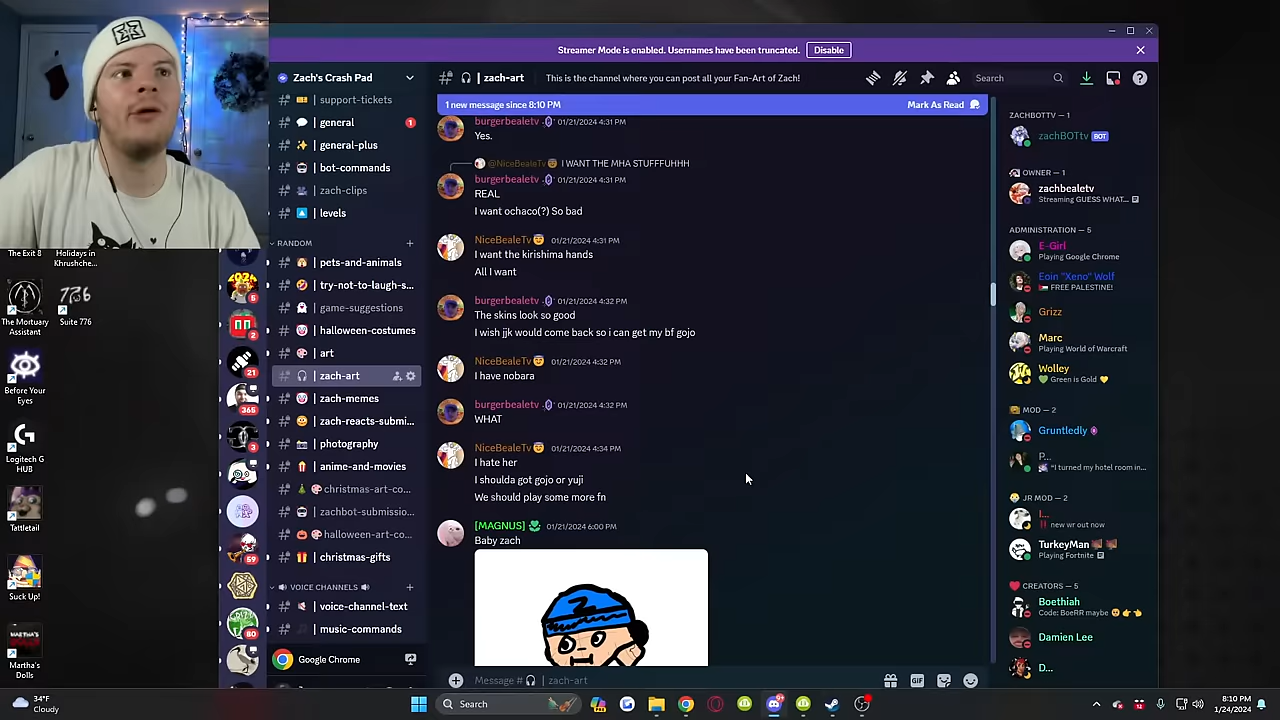 Streamer Mode is enabled. Usernames have been truncated.
Disable
Zach's Crash Pad
zach-art
This is the channel where you post all your Fan-Art of Zach!
Search
1 new message since 8:10 PM
Mark As Read
support-tickets
general
1
general-plus
bot-commands
zach-clips
levels
RANDOM
pets-and-animals
try-not-to-laugh-s...
game-suggestions
halloween-costumes
art
zach-art
zach-memes
zach-reacts-submi...
photography
anime-and-movies
christmas-art-co...
zachbot-submissio...
halloween-art-co...
christmas-gifts
VOICE CHANNELS
voice-channel-text
music-commands
Google Chrome
burgerbealetv 01/21/2024 4:31 PM
Yes.
@NiceBealeTv I WANT THE MHA STUFFFUHHH
burgerbealetv 01/21/2024 4:31 PM
REAL
I want ochaco(?) So bad
NiceBealeTv 01/21/2024 4:31 PM
I want the kirishima hands
All I want
burgerbealetv 01/21/2024 4:32 PM
The skins look so good
I wish jjk would come back so i can get my bf gojo
NiceBealeTv 01/21/2024 4:32 PM
I have nobara
burgerbealetv 01/21/2024 4:32 PM
WHAT
NiceBealeTv 01/21/2024 4:34 PM
I hate her
I shoulda got gojo or yuji
We should play some more fn
[MAGNUS] 01/21/2024 6:00 PM
Baby zach
Message # | zach-art
GIF
ZACHBOTTV — 1
zachBOTtv BOT
OWNER — 1
zachbealetv
Streaming GUESS WHAT...
ADMINISTRATION — 5
E-Girl
Playing Google Chrome
Eoin "Xeno" Wolf
FREE PALESTINE!
Grizz
Marc
Playing World of Warcraft
Wolley
Green is Gold
MOD — 2
Gruntledly
P...
"I turned my hotel room in...
JR MOD — 2
I...
new wr out now
TurkeyMan
Playing Fortnite
CREATORS — 5
Boethiah
Code: BoeRR maybe
Damien Lee
D...
The Exit 8
Holidays in
Khrushche...
The Mortuary
Assistant
776
Suite 776
Before Your
Eyes
Logitech G
HUB
Tattletail
Suck Up!
MARTHA'S
Martha's
Dolls
5
2
21
365
3
59
80
34°F
Cloudy
Search
8:10 PM
1/24/2024